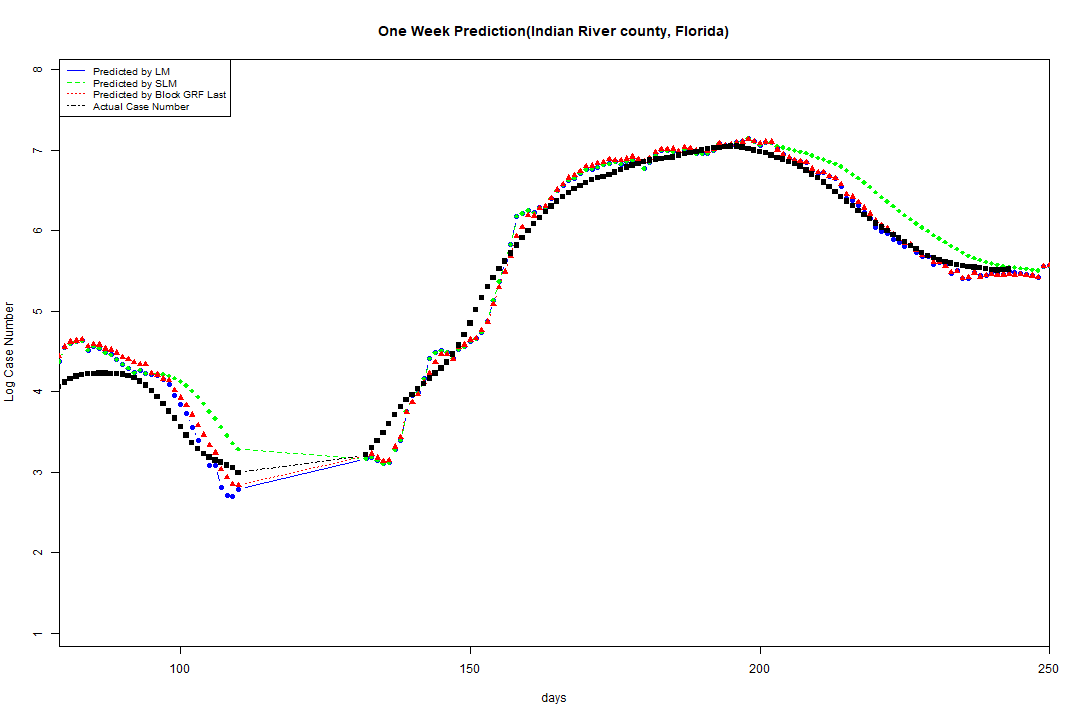 One Week Prediction(Indian River county, Florida)
Predicted by LM
Predicted by SLM
Predicted by Block GRF Last
Actual Case Number
8
7
6
5
4
3
2
1
Log Case Number
100
150
200
250
days